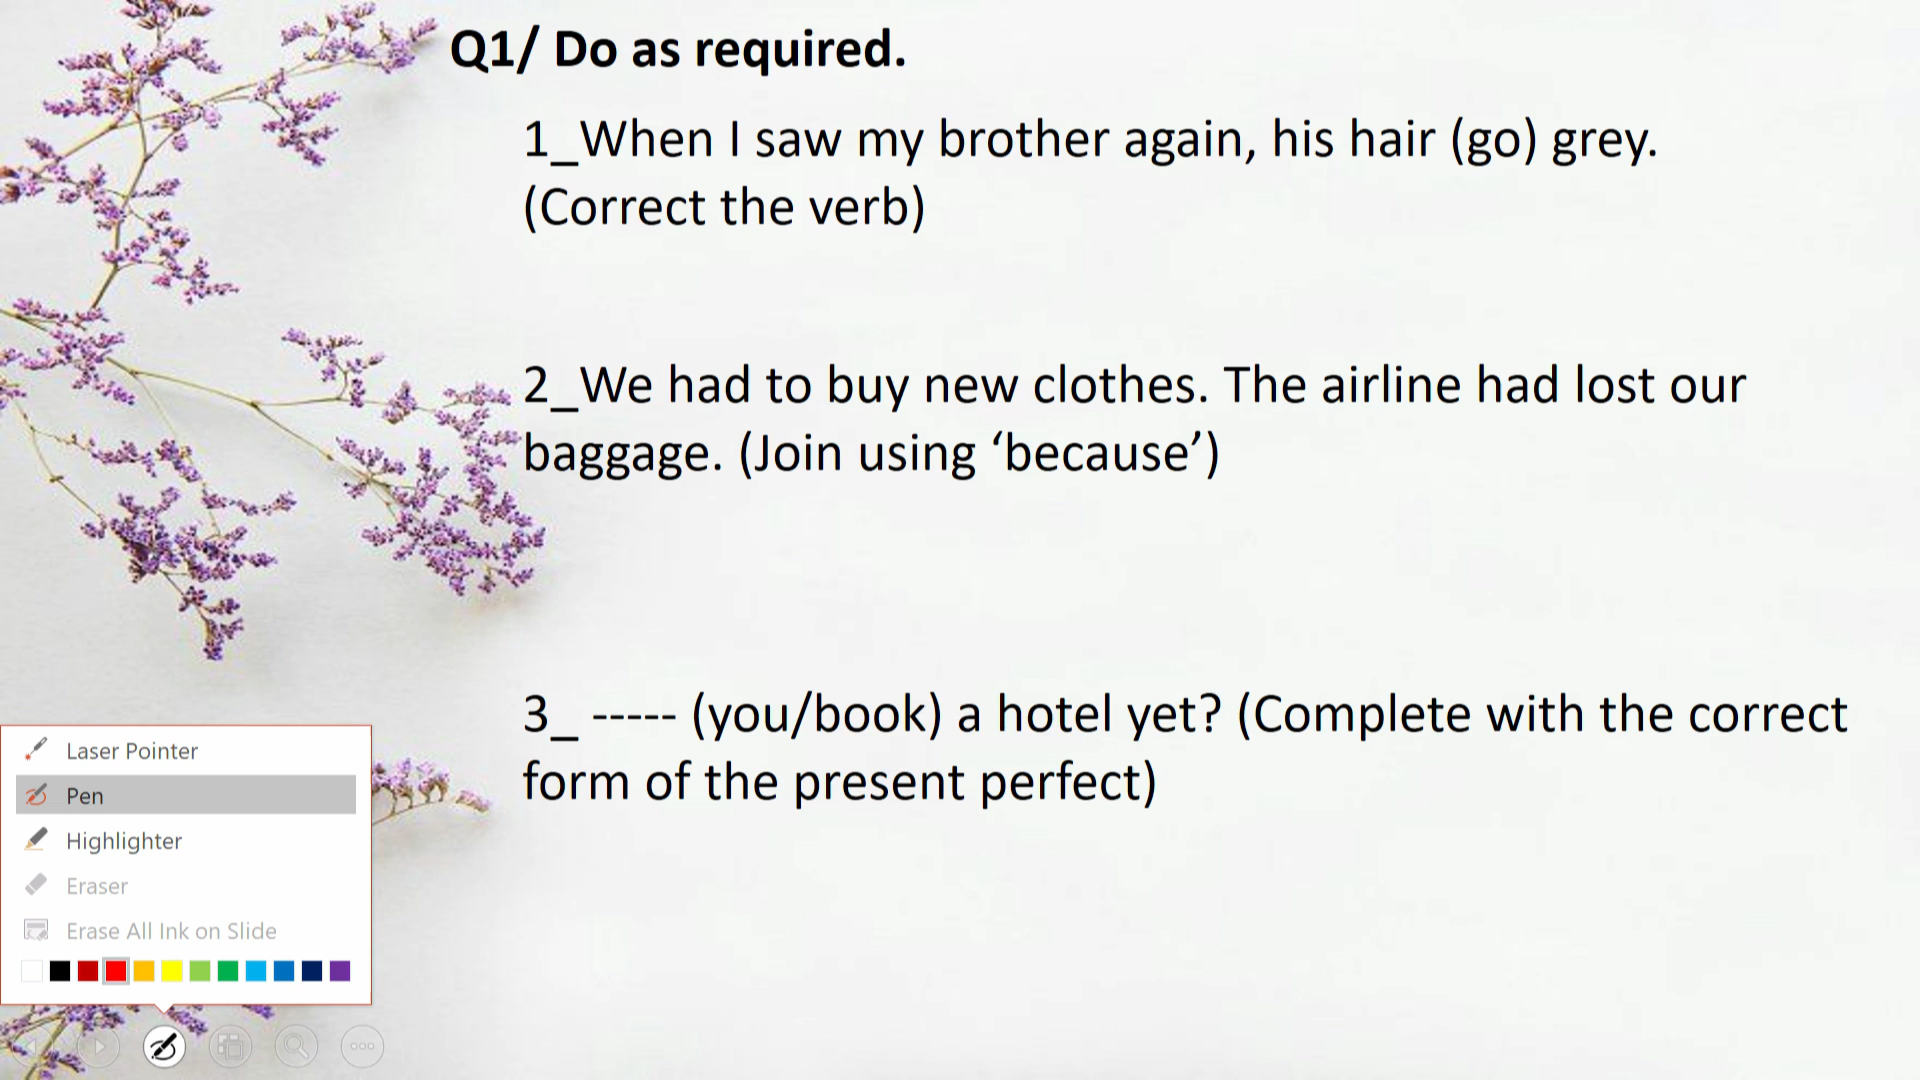 Q1/ Do as required.
1_When I saw my brother again, his hair (go) grey.
(Correct the verb)
2_We had to buy new clothes. The airline had lost our
baggage. (Join using ‘because’)
3_ ----- (you/book) a hotel yet? (Complete with the correct
form of the present perfect)
Laser Pointer
Pen
Highlighter
Eraser
Erase All Ink on Slide